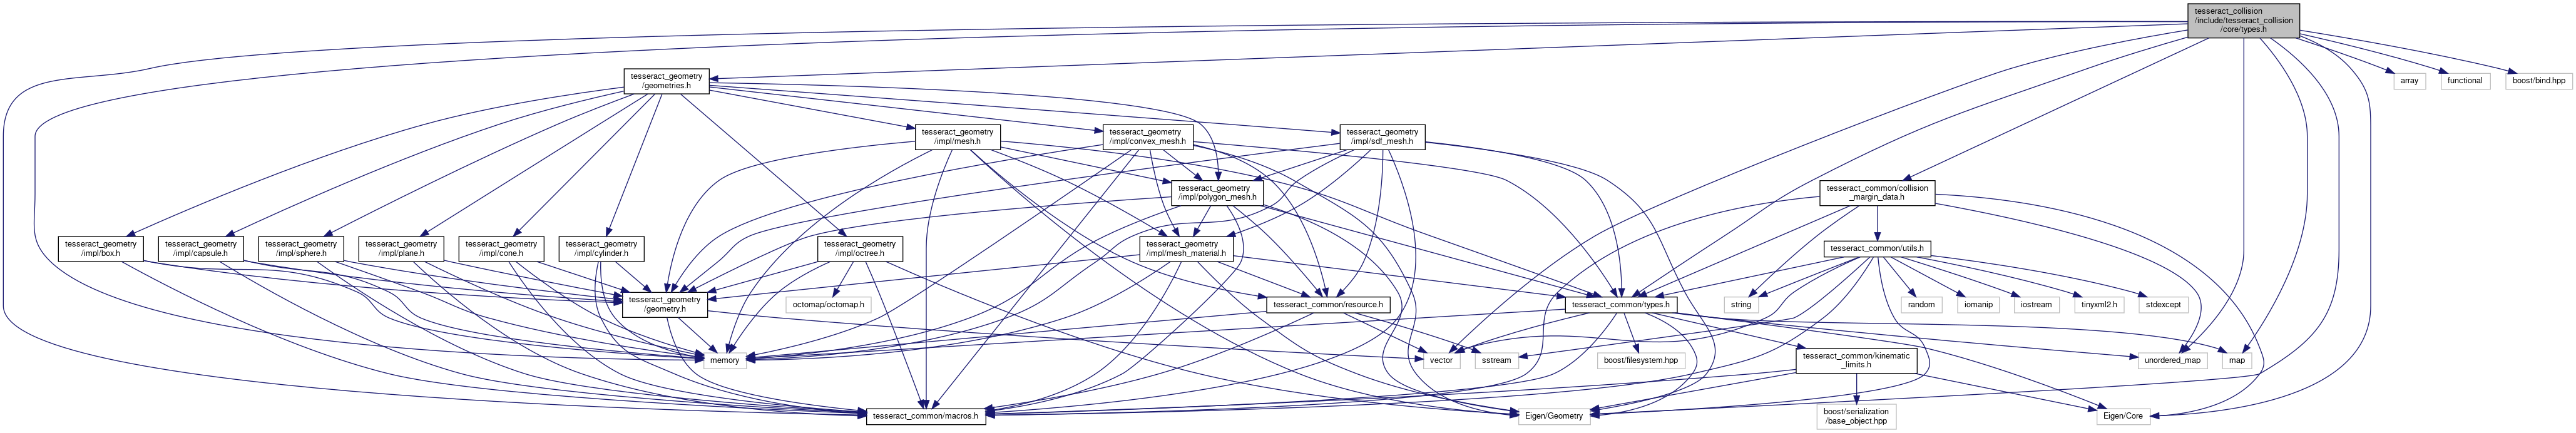 tesseract_collision
/include/tesseract_collision
/core/types.h
tesseract_geometry
/geometries.h
array
functional
boost/bind.hpp
tesseract_geometry
/impl/mesh.h
tesseract_geometry
/impl/convex_mesh.h
tesseract_geometry
/impl/sdf_mesh.h
tesseract_geometry
/impl/polygon_mesh.h
tesseract_common/collision
_margin_data.h
tesseract_geometry
/impl/box.h
tesseract_geometry
/impl/capsule.h
tesseract_geometry
/impl/sphere.h
tesseract_geometry
/impl/plane.h
tesseract_geometry
/impl/cone.h
tesseract_geometry
/impl/cylinder.h
tesseract_geometry
/impl/octree.h
tesseract_geometry
/impl/mesh_material.h
tesseract_common/utils.h
tesseract_geometry
/geometry.h
octomap/octomap.h
tesseract_common/resource.h
tesseract_common/types.h
string
random
iomanip
iostream
tinyxml2.h
stdexcept
memory
vector
sstream
boost/filesystem.hpp
tesseract_common/kinematic
_limits.h
unordered_map
map
tesseract_common/macros.h
Eigen/Geometry
boost/serialization
/base_object.hpp
Eigen/Core